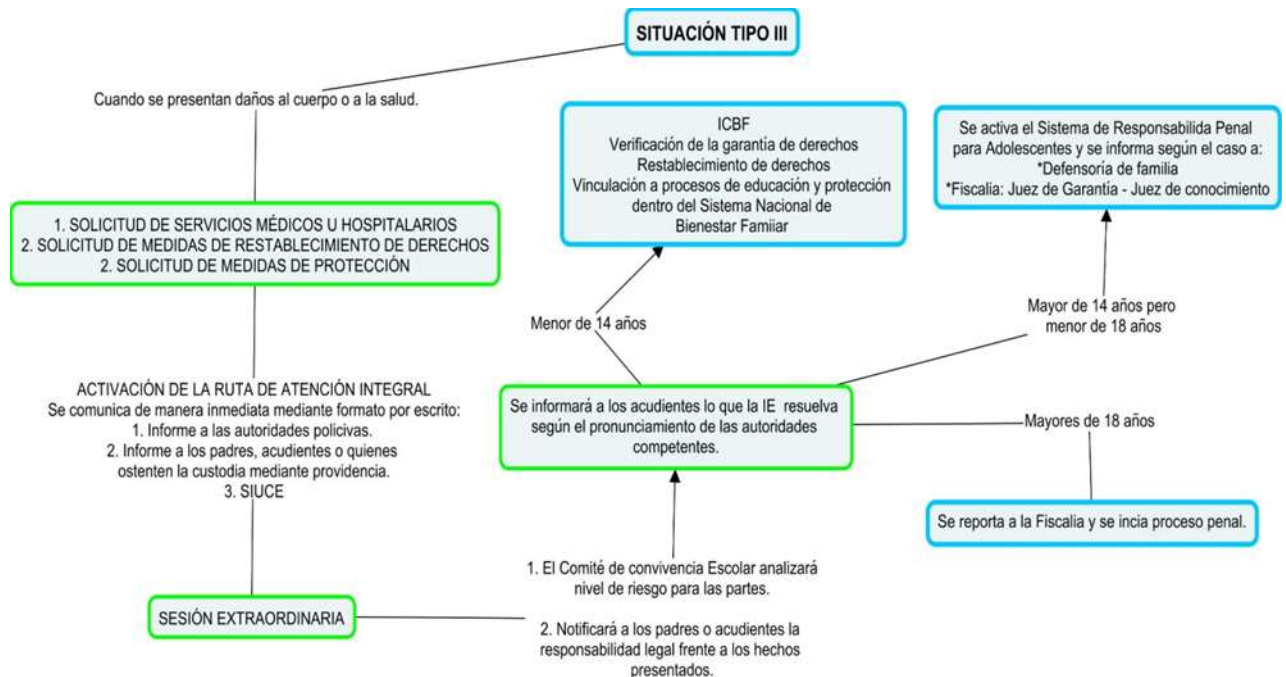 SITUACIÓN TIPO III
Cuando se presentan daños al cuerpo o a la salud.
1. SOLICITUD DE SERVICIOS MÉDICOS U HOSPITALARIOS
2. SOLICITUD DE MEDIDAS DE RESTABLECIMIENTO DE DERECHOS
2. SOLICITUD DE MEDIDAS DE PROTECCIÓN
ACTIVACIÓN DE LA RUTA DE ATENCIÓN INTEGRAL
Se comunica de manera inmediata mediante formato por escrito:
1. Informe a las autoridades policivas.
2. Informe a los padres, acudientes o quienes
ostenten la custodia mediante providencia.
3. SIUCE
SESIÓN EXTRAORDINARIA
1. El Comité de convivencia Escolar analizará
nivel de riesgo para las partes.
2. Notificará a los padres o acudientes la
responsabilidad legal frente a los hechos
presentados.
Se informará a los acudientes lo que la IE resuelva
según el pronunciamiento de las autoridades
competentes.
Menor de 14 años
ICBF
Verificación de la garantía de derechos
Restablecimiento de derechos
Vinculación a procesos de educación y protección
dentro del Sistema Nacional de
Bienestar Famiiar
Mayor de 14 años pero
menor de 18 años
Se activa el Sistema de Responsabilida Penal
para Adolescentes y se informa según el caso a:
*Defensoría de familia
*Fiscalia: Juez de Garantía - Juez de conocimiento
Mayores de 18 años
Se reporta a la Fiscalia y se incia proceso penal.